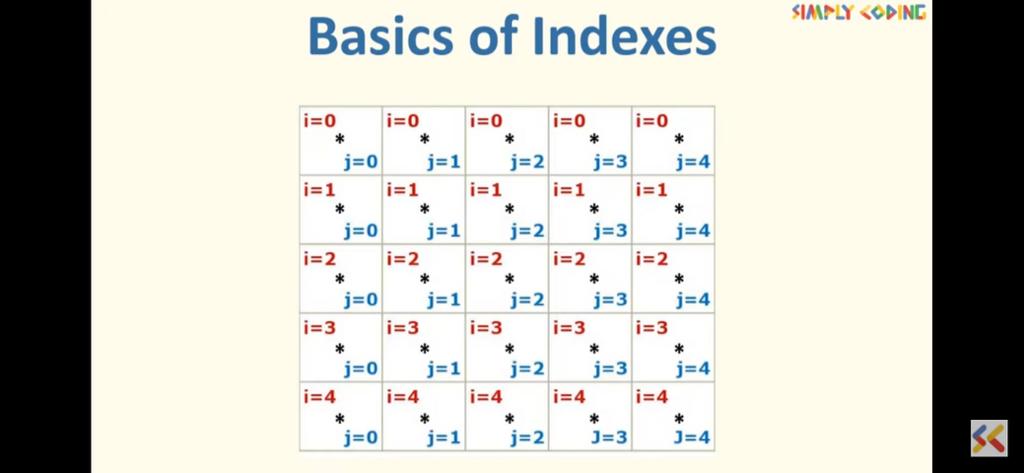 SIMPLY CODING
Basics of Indexes
i=0 i=0 i=0 i=0 i=0
* * * * *
j=0 j=1 j=2 j=3 j=4
i=1 i=1 i=1 i=1 i=1
* * * * *
j=0 j=1 j=2 j=3 j=4
i=2 i=2 i=2 i=2 i=2
* * * * *
j=0 j=1 j=2 j=3 j=4
i=3 i=3 i=3 i=3 i=3
* * * * *
j=0 j=1 j=2 j=3 j=4
i=4 i=4 i=4 i=4 i=4
* * * * *
j=0 j=1 j=2 J=3 J=4